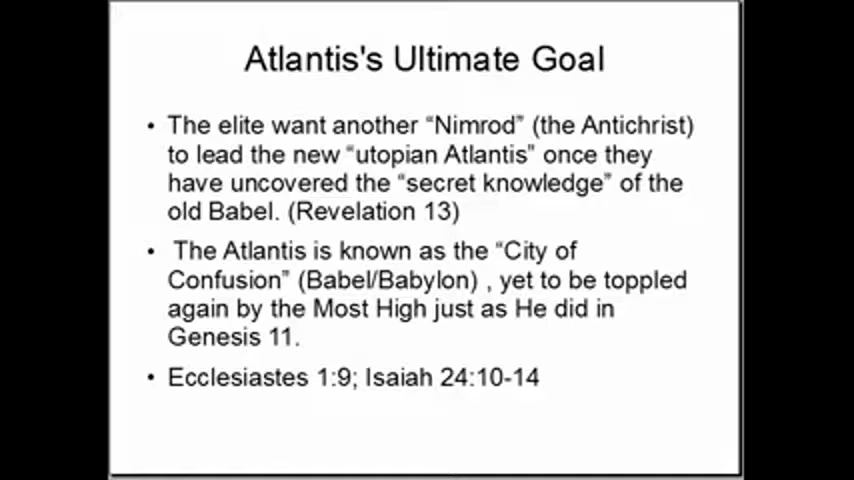 Atlantis's Ultimate Goal
• The elite want another “Nimrod” (the Antichrist)
to lead the new “utopian Atlantis” once they
have uncovered the “secret knowledge” of the
old Babel. (Revelation 13)
• The Atlantis is known as the “City of
Confusion” (Babel/Babylon) , yet to be toppled
again by the Most High just as He did in
Genesis 11.
• Ecclesiastes 1:9; Isaiah 24:10-14